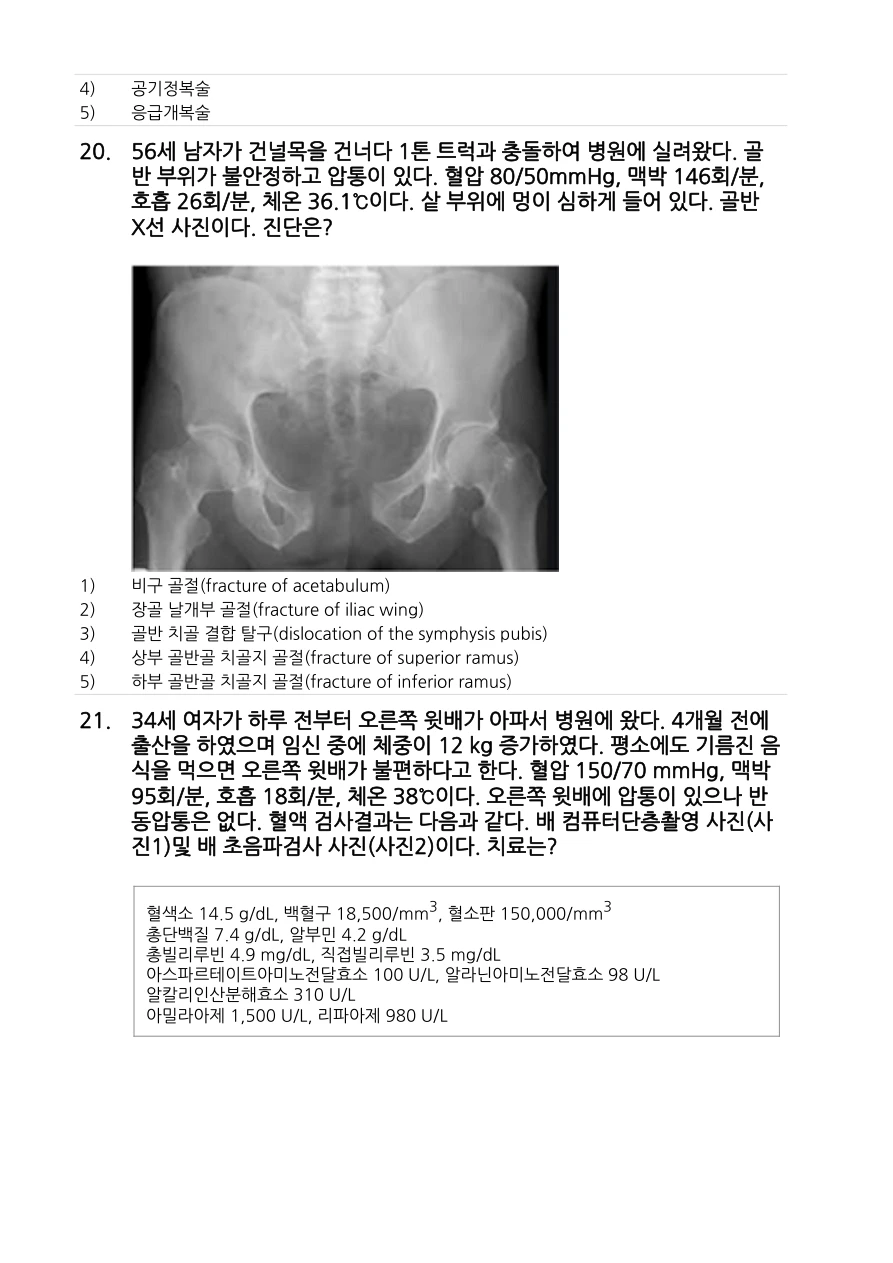 4) 공기정복술
5) 응급개복술
20. 56세 남자가 건널목을 건너다 1톤 트럭과 충돌하여 병원에 실려왔다. 골
반 부위가 불안정하고 압통이 있다. 혈압 80/50mmHg, 맥박 146회/분,
호흡 26회/분, 체온 36.1℃이다. 샅 부위에 멍이 심하게 들어 있다. 골반
X선 사진이다. 진단은?
1) 비구 골절(fracture of acetabulum)
2) 장골 날개부 골절(fracture of iliac wing)
3) 골반 치골 결합 탈구(dislocation of the symphysis pubis)
4) 상부 골반골 치골지 골절(fracture of superior ramus)
5) 하부 골반골 치골지 골절(fracture of inferior ramus)
21. 34세 여자가 하루 전부터 오른쪽 윗배가 아파서 병원에 왔다. 4개월 전에
출산을 하였으며 임신 중에 체중이 12 kg 증가하였다. 평소에도 기름진 음
식을 먹으면 오른쪽 윗배가 불편하다고 한다. 혈압 150/70 mmHg, 맥박
95회/분, 호흡 18회/분, 체온 38℃이다. 오른쪽 윗배에 압통이 있으나 반
동압통은 없다. 혈액 검사결과는 다음과 같다. 배 컴퓨터단층촬영 사진(사
진1)및 배 초음파검사 사진(사진2)이다. 치료는?
혈색소 14.5 g/dL, 백혈구 18,500/mm³, 혈소판 150,000/mm³
총단백질 7.4 g/dL, 알부민 4.2 g/dL
총빌리루빈 4.9 mg/dL, 직접빌리루빈 3.5 mg/dL
아스파르테이트아미노전달효소 100 U/L, 알라닌아미노전달효소 98 U/L
알칼리인산분해효소 310 U/L
아밀라아제 1,500 U/L, 리파아제 980 U/L